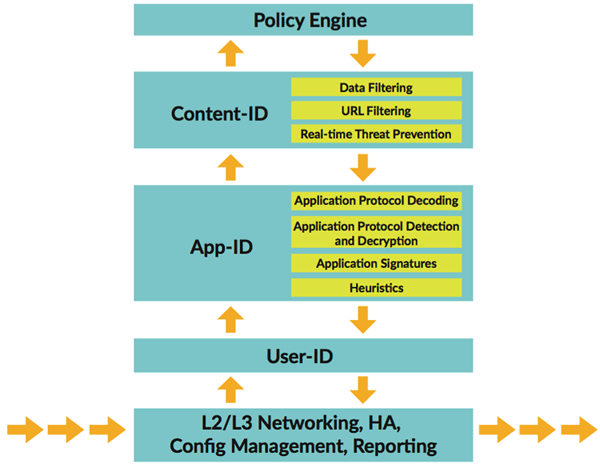 Policy Engine
Content-ID
Data Filtering
URL Filtering
Real-time Threat Prevention
App-ID
Application Protocol Decoding
Application Protocol Detection
and Decryption
Application Signatures
Heuristics
User-ID
L2/L3 Networking, HA,
Config Management, Reporting